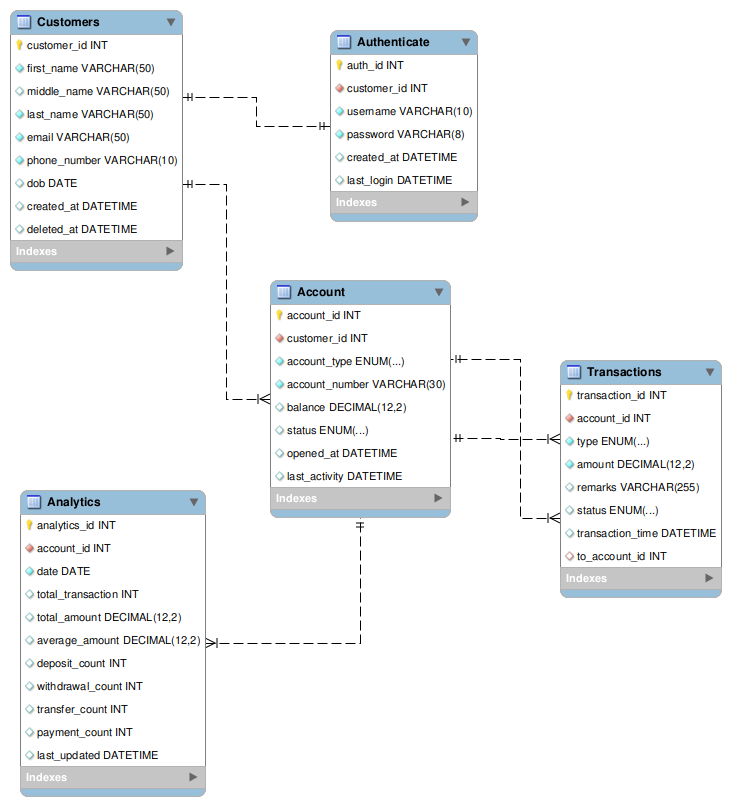 Customers
customer_id INT
first_name VARCHAR(50)
middle_name VARCHAR(50)
last_name VARCHAR(50)
email VARCHAR(50)
phone_number VARCHAR(10)
dob DATE
created_at DATETIME
deleted_at DATETIME
Indexes
Authenticate
auth_id INT
customer_id INT
username VARCHAR(10)
password VARCHAR(8)
created_at DATETIME
last_login DATETIME
Indexes
Account
account_id INT
customer_id INT
account_type ENUM(...)
account_number VARCHAR(30)
balance DECIMAL(12,2)
status ENUM(...)
opened_at DATETIME
last_activity DATETIME
Indexes
Transactions
transaction_id INT
account_id INT
type ENUM(...)
amount DECIMAL(12,2)
remarks VARCHAR(255)
status ENUM(...)
transaction_time DATETIME
to_account_id INT
Indexes
Analytics
analytics_id INT
account_id INT
date DATE
total_transaction INT
total_amount DECIMAL(12,2)
average_amount DECIMAL(12,2)
deposit_count INT
withdrawal_count INT
transfer_count INT
payment_count INT
last_updated DATETIME
Indexes